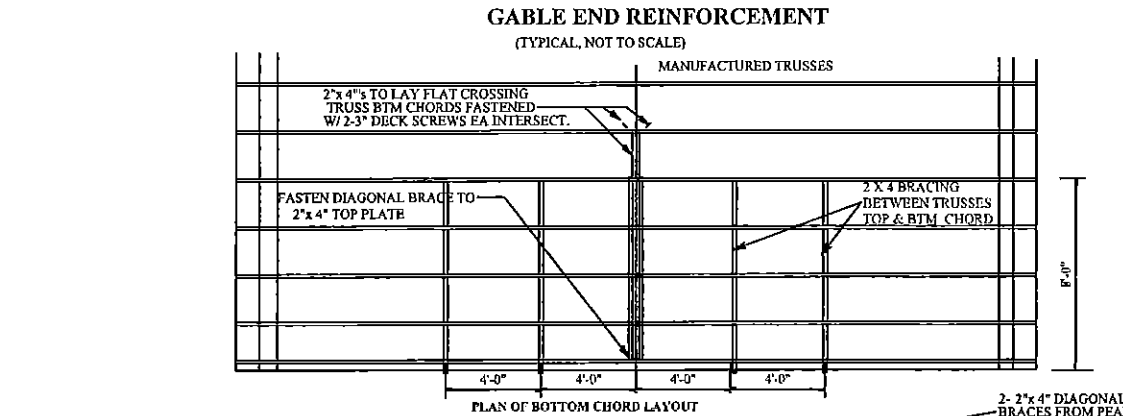 GABLE END REINFORCEMENT
(TYPICAL, NOT TO SCALE)
MANUFACTURED TRUSSES
2"x 4"'s TO LAY FLAT CROSSING
TRUSS BTM CHORDS FASTENED
W/ 2-3" DECK SCREWS EA INTERSECT.
FASTEN DIAGONAL BRACE TO
2"x 4" TOP PLATE
2 X 4 BRACING
BETWEEN TRUSSES
TOP & BTM CHORD
8'-0"
4'-0" 4'-0" 4'-0" 4'-0"
PLAN OF BOTTOM CHORD LAYOUT
2- 2"x 4" DIAGONAL
BRACES FROM PEA